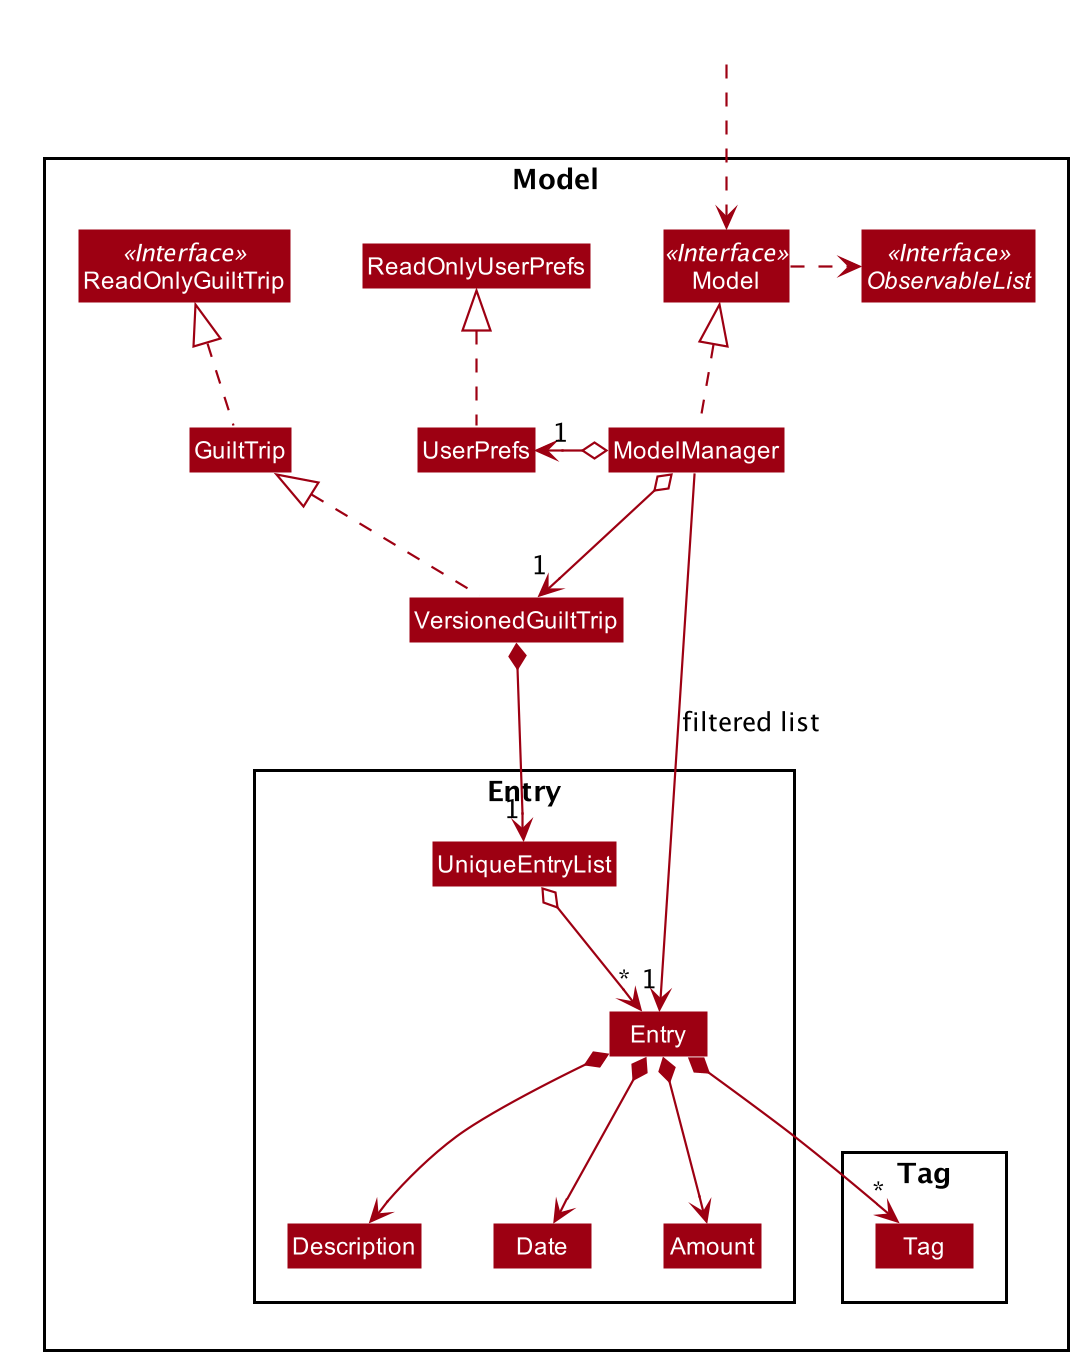 Model
«Interface»
ReadOnlyGuiltTrip
ReadOnlyUserPrefs
«Interface»
Model
«Interface»
ObservableList
GuiltTrip
UserPrefs
1
ModelManager
1
VersionedGuiltTrip
filtered list
Entry
1
UniqueEntryList
*
1
Entry
Tag
*
Description
Date
Amount
Tag